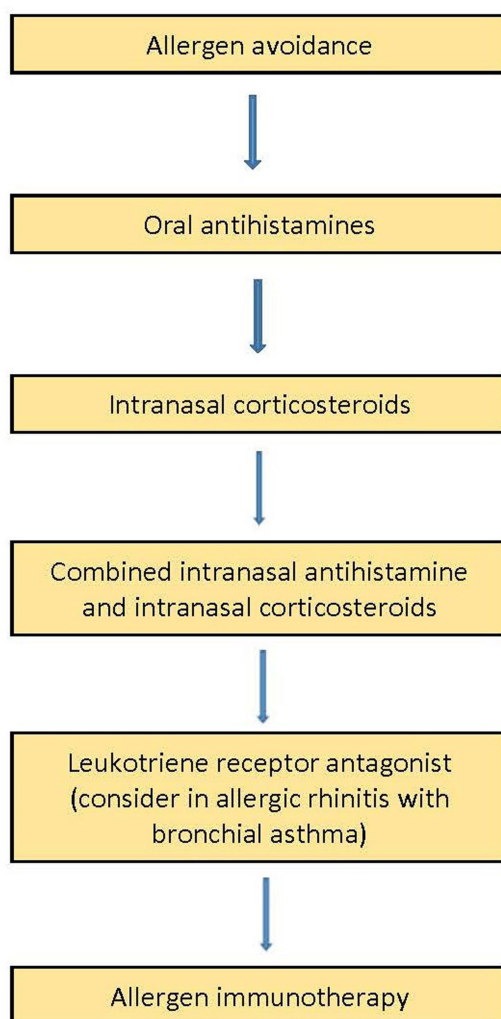 Allergen avoidance
Oral antihistamines
Intranasal corticosteroids
Combined intranasal antihistamine
and intranasal corticosteroids
Leukotriene receptor antagonist
(consider in allergic rhinitis with
bronchial asthma)
Allergen immunotherapy